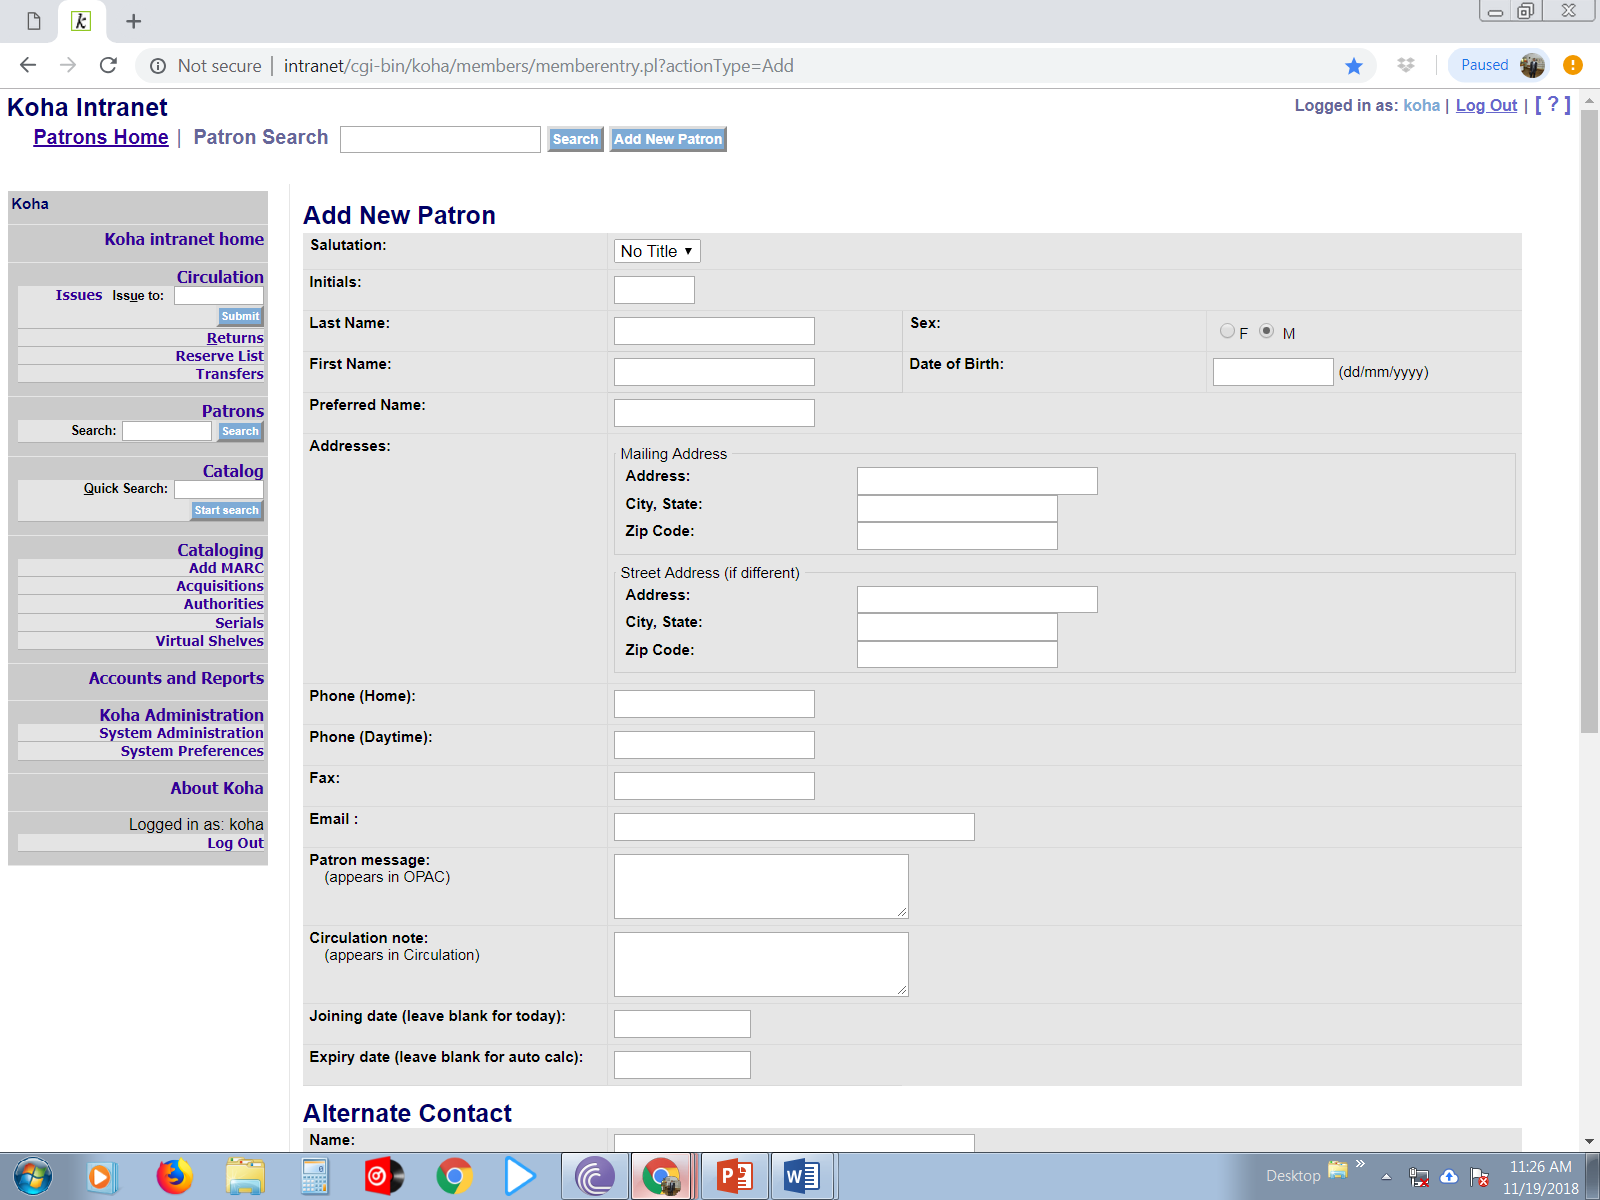 Not secure | intranet/cgi-bin/koha/members/memberentry.pl?actionType=Add
Paused
Koha Intranet
Logged in as: koha | Log Out | [ ? ]
Patrons Home | Patron Search Search Add New Patron
Koha
Koha intranet home
Circulation
Issues Issue to:
Submit
Returns
Reserve List
Transfers
Patrons
Search: Search
Catalog
Quick Search:
Start search
Cataloging
Add MARC
Acquisitions
Authorities
Serials
Virtual Shelves
Accounts and Reports
Koha Administration
System Administration
System Preferences
About Koha
Logged in as: koha
Log Out
Add New Patron
Salutation: No Title
Initials:
Last Name: Sex: F M
First Name: Date of Birth: (dd/mm/yyyy)
Preferred Name:
Addresses:
Mailing Address
Address:
City, State:
Zip Code:
Street Address (if different)
Address:
City, State:
Zip Code:
Phone (Home):
Phone (Daytime):
Fax:
Email :
Patron message:
(appears in OPAC)
Circulation note:
(appears in Circulation)
Joining date (leave blank for today):
Expiry date (leave blank for auto calc):
Alternate Contact
Name:
Desktop
11:26 AM
11/19/2018